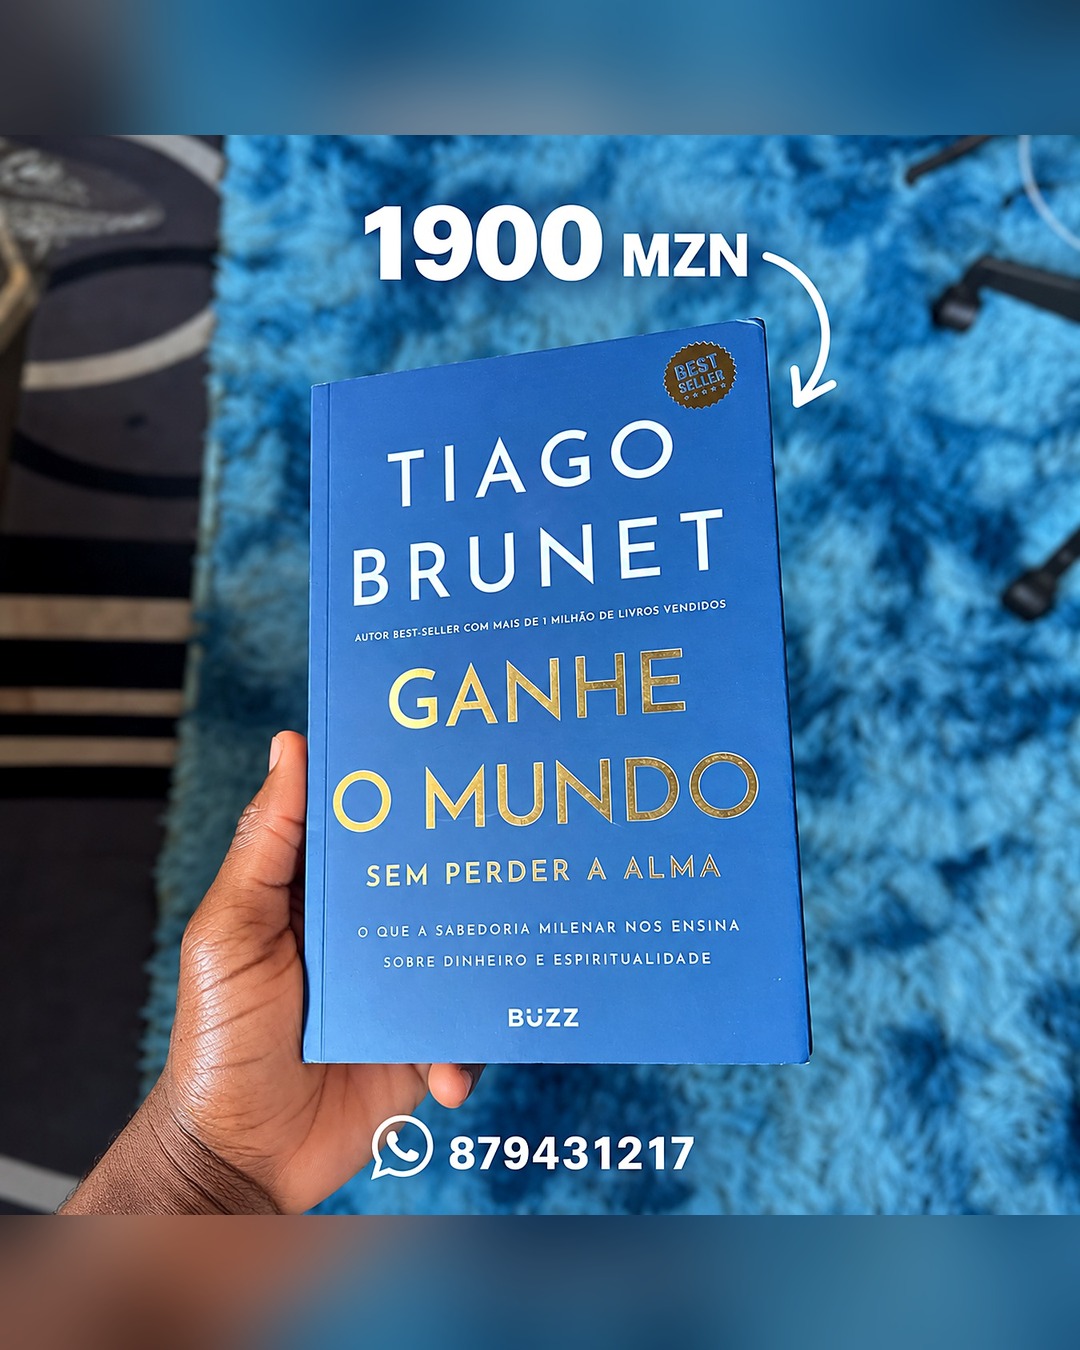 1900 MZN
BEST
SELLER
TIAGO
BRUNET
AUTOR BEST-SELLER COM MAIS DE 1 MILHÃO DE LIVROS VENDIDOS
GANHE
O MUNDO
SEM PERDER A ALMA
O QUE A SABEDORIA MILENAR NOS ENSINA
SOBRE DINHEIRO E ESPIRITUALIDADE
BUZZ
879431217